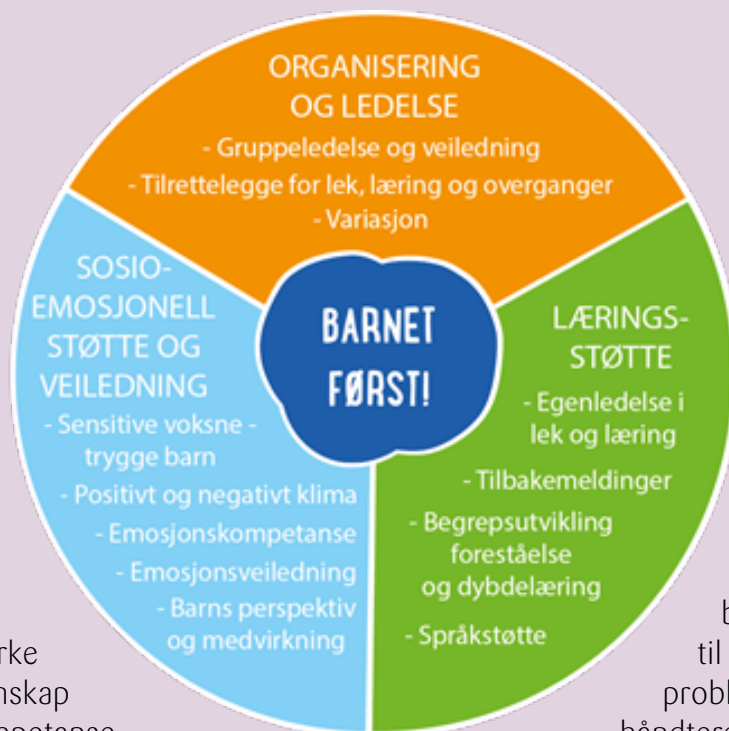 ORGANISERING
OG LEDELSE
- Gruppeledelse og veiledning
- Tilrettelegge for lek, læring og overganger
- Variasjon
SOSIO-
EMOSJONELL
STØTTE OG
VEILEDNING
- Sensitive voksne -
trygge barn
- Positivt og negativt klima
- Emosjonskompetanse
- Emosjonsveiledning
- Barns perspektiv
og medvirkning
BARNET
FØRST!
LÆRINGS-
STØTTE
- Egenledelse i
lek og læring
- Tilbakemeldinger
- Begrepsutvikling
foreståelse
og dybdelæring
- Språkstøtte
til